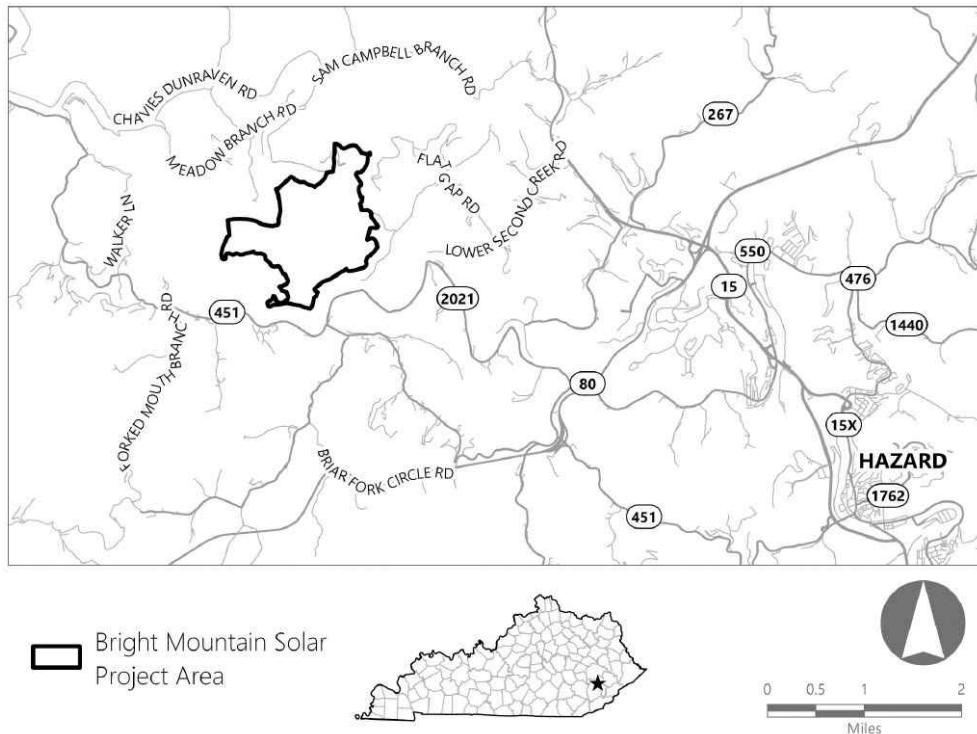 SAM CAMPBELL BRANCH RD
CHAVIES DUNRAVEN RD
MEADOW BRANCH RD
267
FLAT GAP RD
LOWER SECOND CREEK RD
WALKER LN
550
476
15
2021
451
1440
FORKED MOUTH BRANCH RD
80
15X
BRIAR FORK CIRCLE RD
HAZARD
1762
451
Bright Mountain Solar
Project Area
0 0.5 1 2
Miles